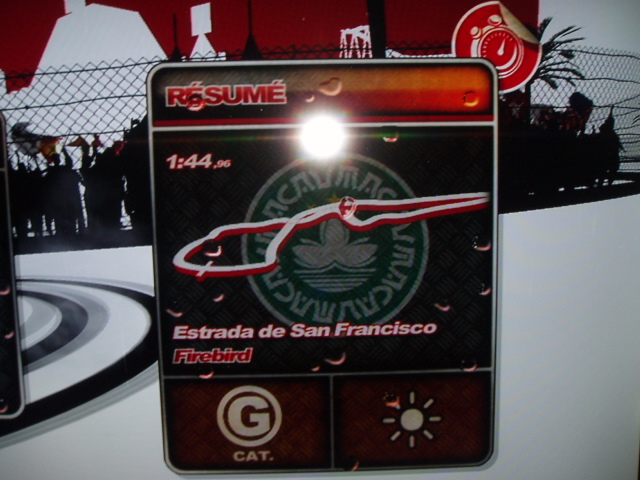 RÉSUMÉ
1:44,96
Estrada de San Francisco
Firebird
G
CAT.